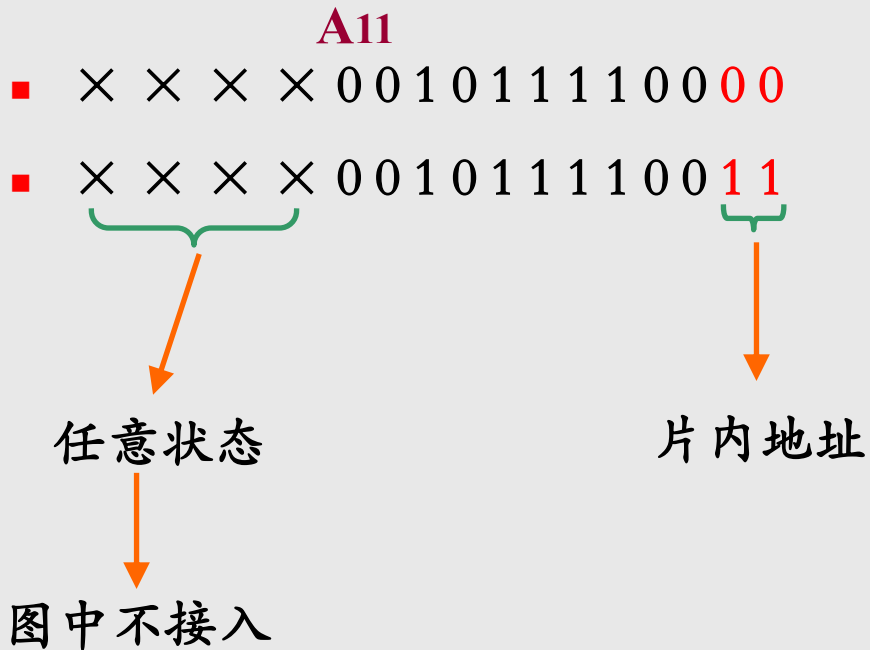 A11
■ × × × × 0 0 1 0 1 1 1 1 0 0 0 0
■ × × × × 0 0 1 0 1 1 1 1 0 0 1 1
任意状态 片内地址
图中不接入